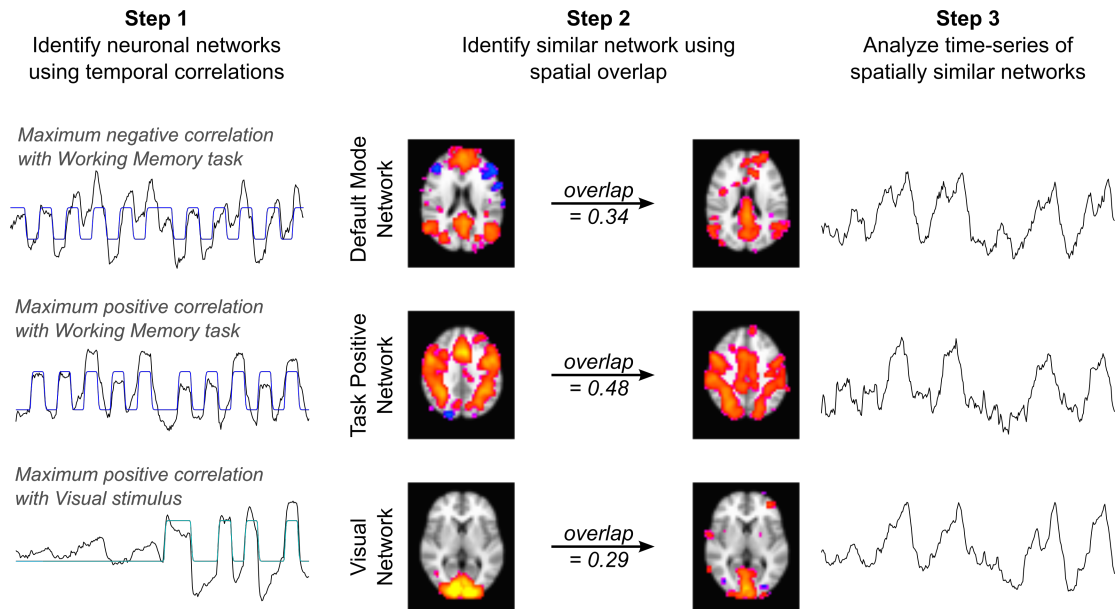 Step 1
Identify neuronal networks
using temporal correlations
Step 2
Identify similar network using
spatial overlap
Step 3
Analyze time-series of
spatially similar networks
Maximum negative correlation
with Working Memory task
Default Mode
Network
overlap
= 0.34
Maximum positive correlation
with Working Memory task
Task Positive
Network
overlap
= 0.48
Maximum positive correlation
with Visual stimulus
Visual
Network
overlap
= 0.29